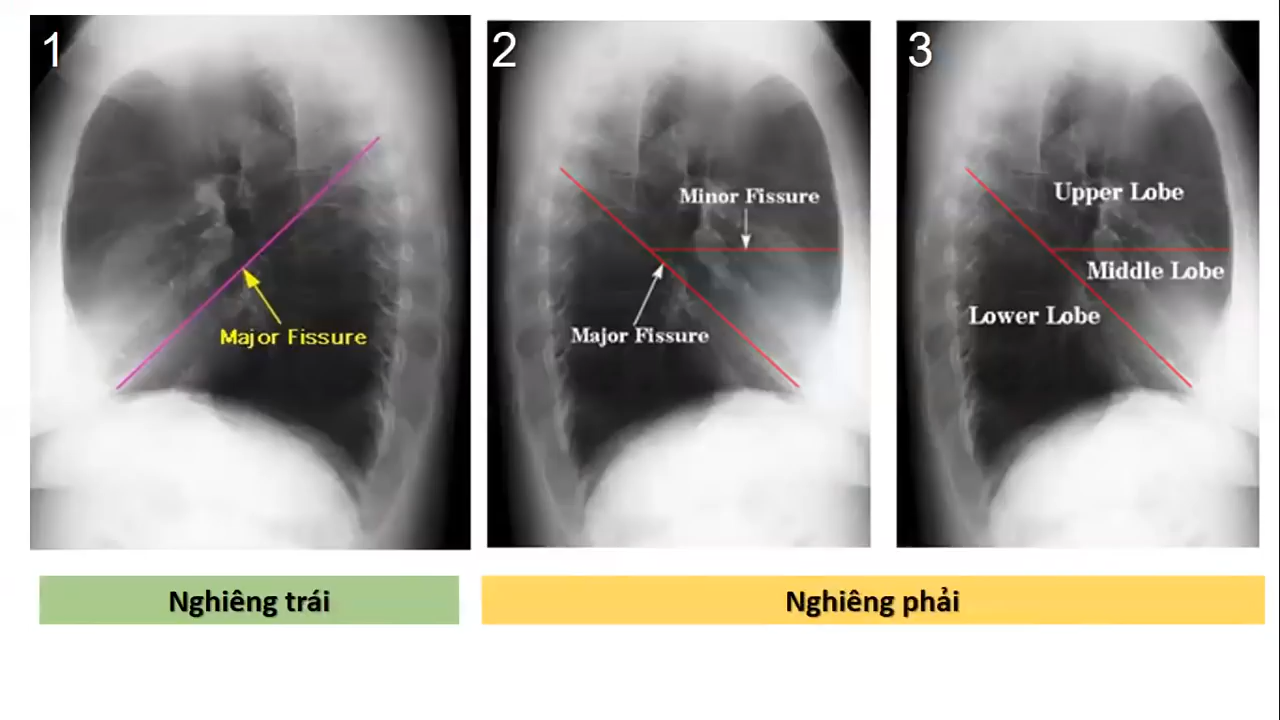 1
Major Fissure
2
Minor Fissure
Major Fissure
3
Upper Lobe
Middle Lobe
Lower Lobe
Nghiêng trái
Nghiêng phải